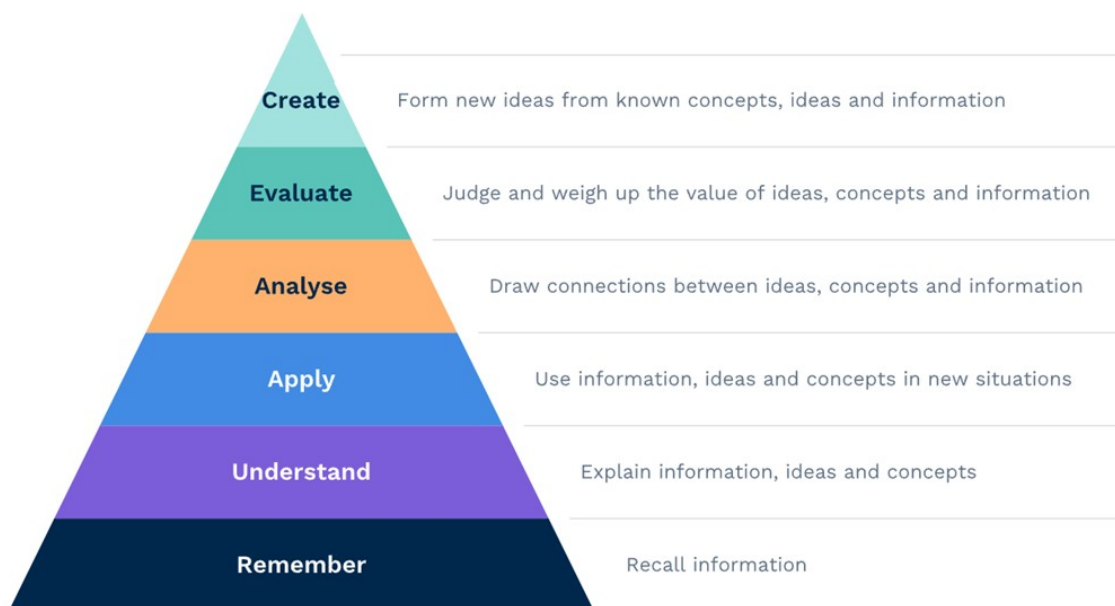 Create
Form new ideas from known concepts, ideas and information
Evaluate
Judge and weigh up the value of ideas, concepts and information
Analyse
Draw connections between ideas, concepts and information
Apply
Use information, ideas and concepts in new situations
Understand
Explain information, ideas and concepts
Remember
Recall information